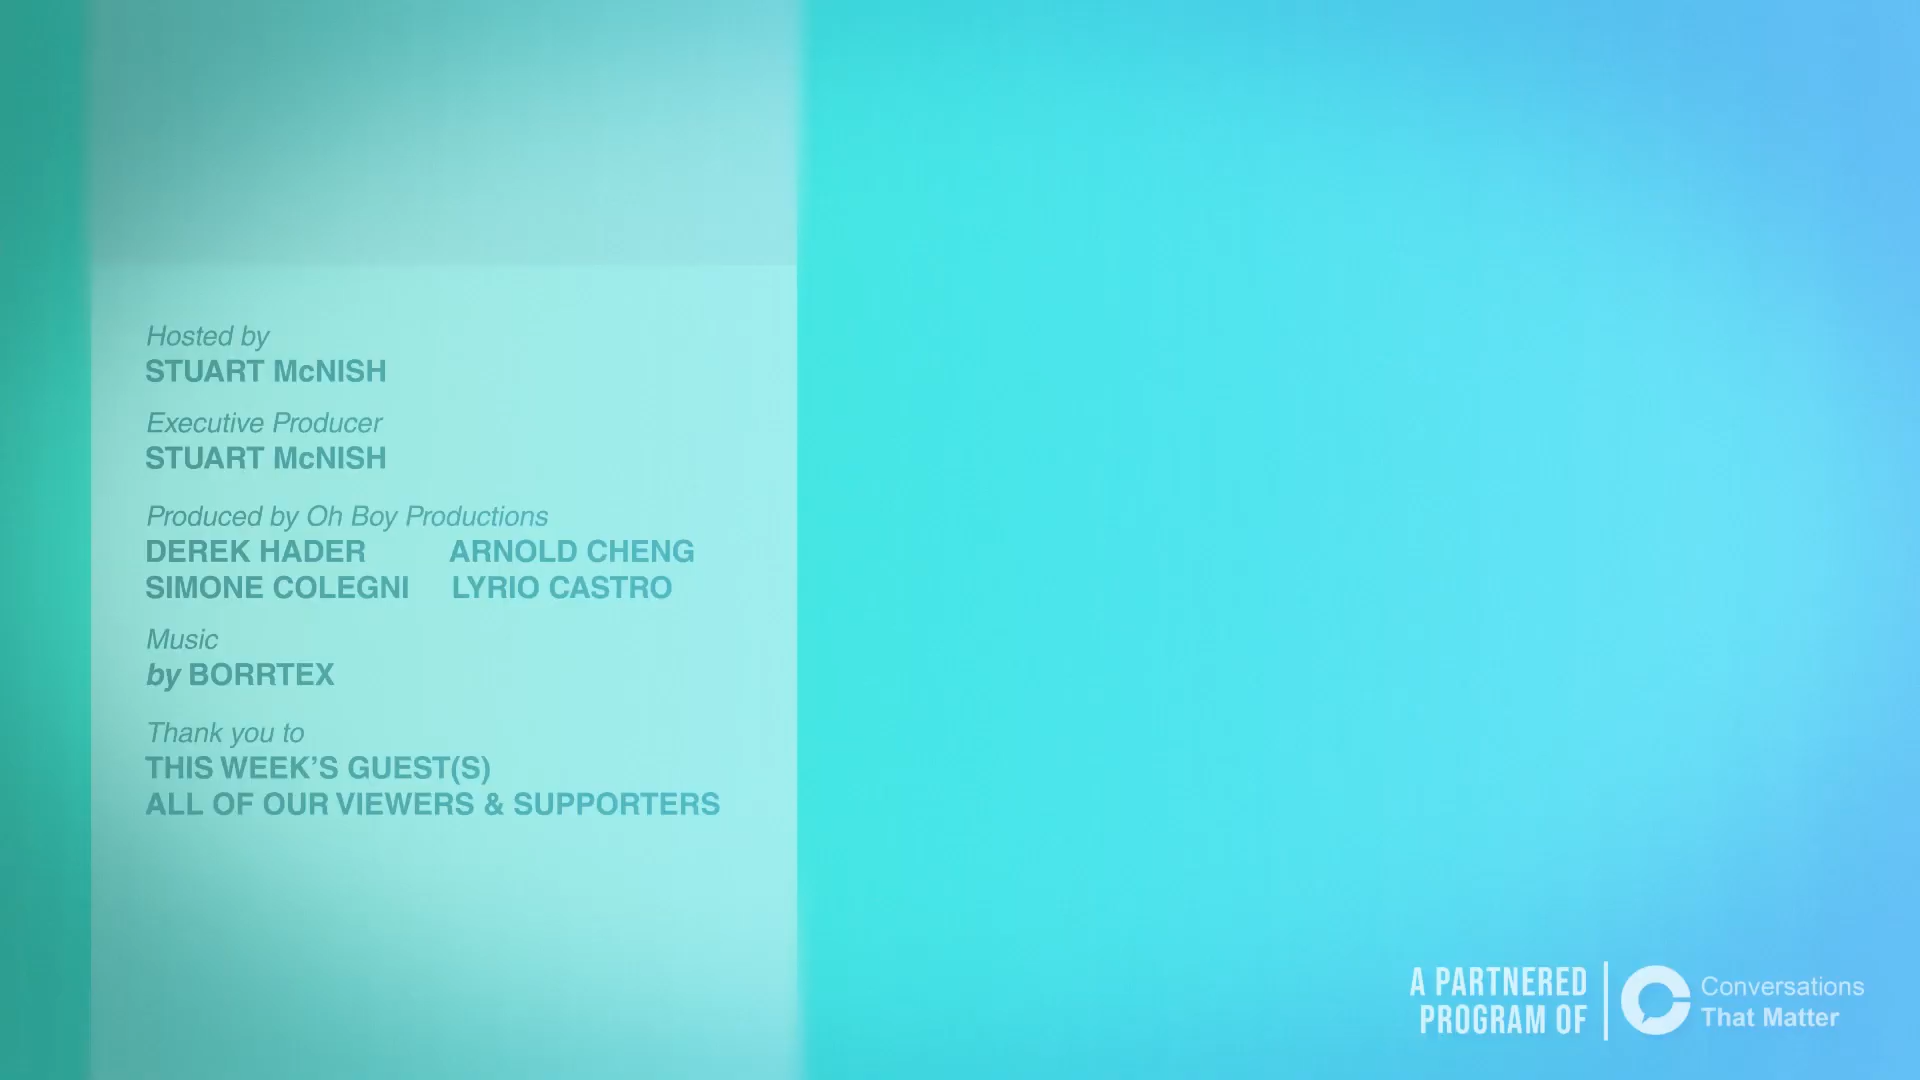 Hosted by
STUART McNISH
Executive Producer
STUART McNISH
Produced by Oh Boy Productions
DEREK HADER ARNOLD CHENG
SIMONE COLEGNI LYRIO CASTRO
Music
by BORRTEX
Thank you to
THIS WEEK’S GUEST(S)
ALL OF OUR VIEWERS & SUPPORTERS
A PARTNERED
PROGRAM OF
Conversations
That Matter